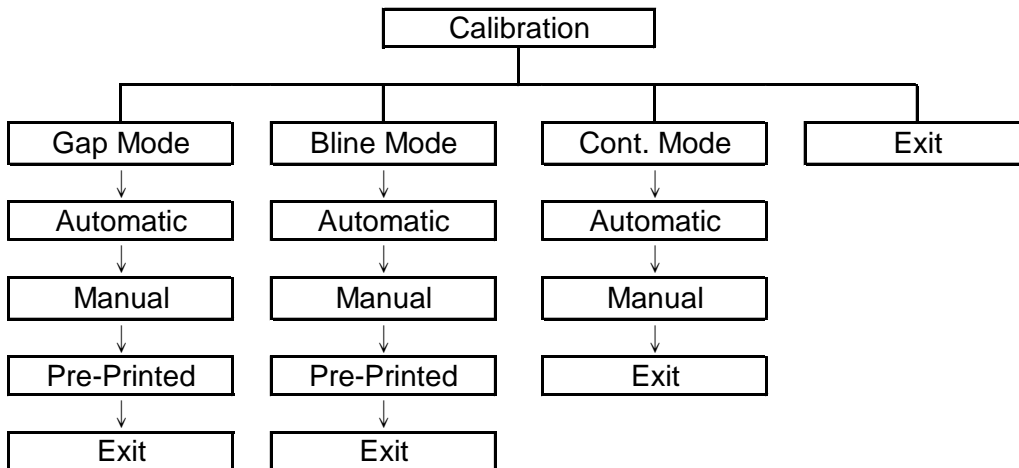 Calibration
Gap Mode
Bline Mode
Cont. Mode
Exit
Automatic
Automatic
Automatic
Manual
Manual
Manual
Pre-Printed
Pre-Printed
Exit
Exit
Exit